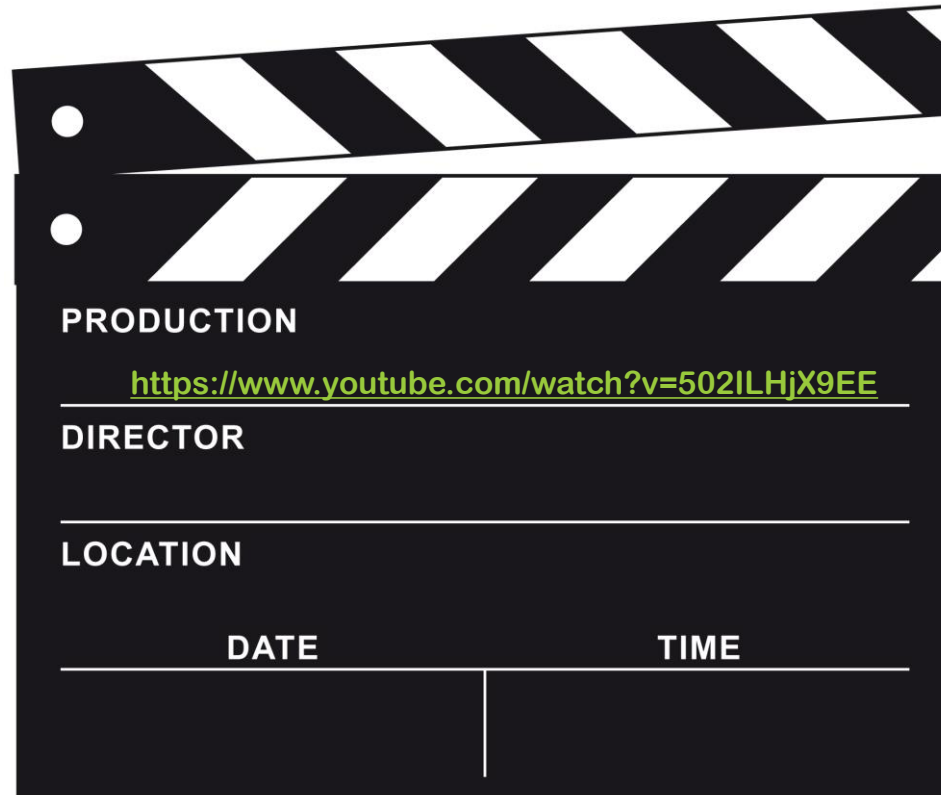 PRODUCTION
https://www.youtube.com/watch?v=502ILHjX9EE
DIRECTOR
LOCATION
DATE TIME